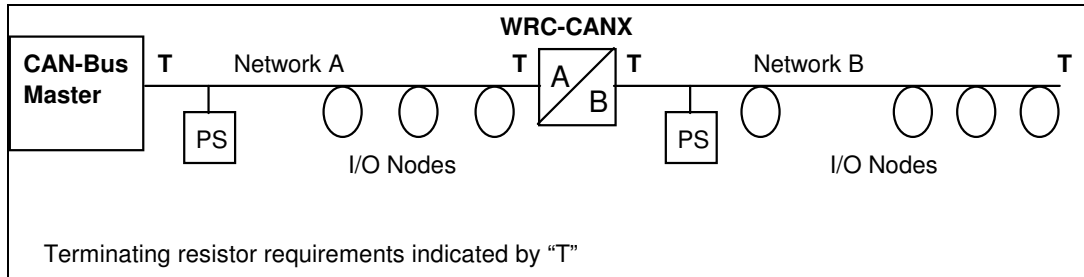 WRC-CANX
CAN-Bus T Network A T A T Network B T
Master B
PS PS
I/O Nodes I/O Nodes
Terminating resistor requirements indicated by “T”